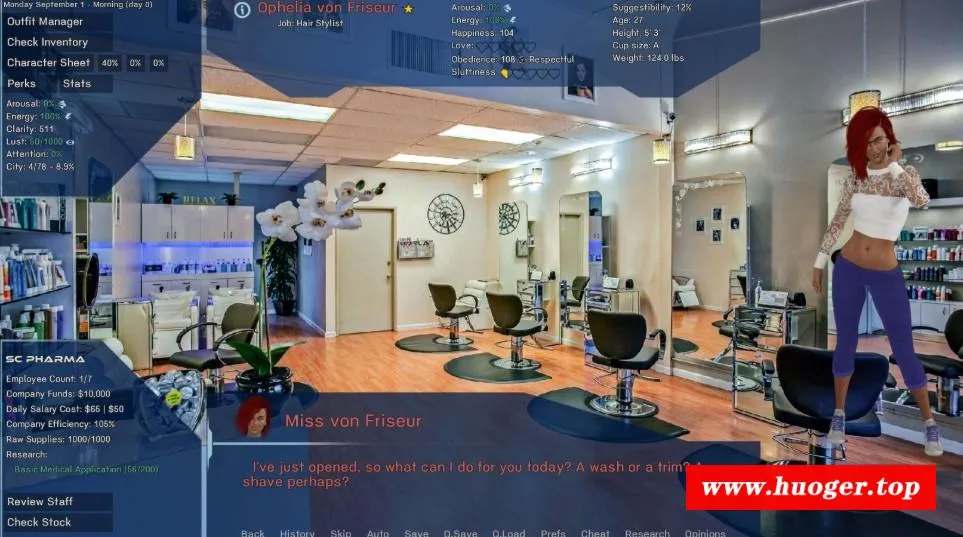 Monday September 1 - Morning (day 0)
Outfit Manager
Check Inventory
Character Sheet 40% 0% 0%
Perks Stats
Arousal: 0%
Energy: 100%
Clarity: 511
Lust: 50/1000
Attention: 0%
City: 4/78 - 8.9%
Ophelia von Friseur
Job: Hair Stylist
Arousal: 0%
Energy: 100%
Happiness: 104
Love:
Obedience: 108 Respectful
Sluttiness:
Suggestibility: 12%
Age: 27
Height: 5' 3"
Cup size: A
Weight: 124.0 lbs
RELAX
SC PHARMA
Employee Count: 1/7
Company Funds: $10,000
Daily Salary Cost: $66 | $50
Company Efficiency: 105%
Raw Supplies: 1000/1000
Research:
Basic Medical Application (56/200)
Review Staff
Check Stock
Miss von Friseur
I've just opened, so what can I do for you today? A wash or a trim?
shave perhaps?
www.huoger.top
Back History Skip Auto Save Q.Save Q.Load Prefs Cheat Research Opinions